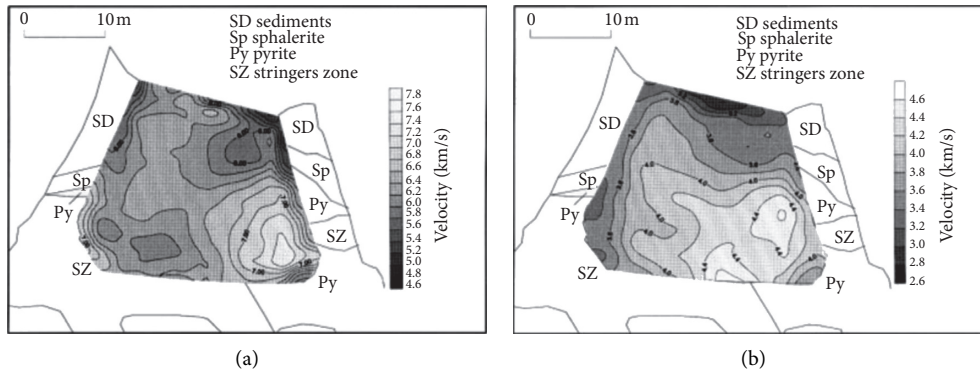 0 10 m
SD sediments
Sp sphalerite
Py pyrite
SZ stringers zone
SD
SD
Sp
Sp
Py
Py
SZ
SZ
Py
7.8
7.6
7.4
7.2
7.0
6.8
6.6
6.4
6.2
6.0
5.8
5.6
5.4
5.2
5.0
4.8
4.6
Velocity (km/s)
(a)
0 10 m
SD sediments
Sp sphalerite
Py pyrite
SZ stringers zone
SD
SD
Sp
Sp
Py
Py
SZ
SZ
Py
4.6
4.4
4.2
4.0
3.8
3.6
3.4
3.2
3.0
2.8
2.6
Velocity (km/s)
(b)